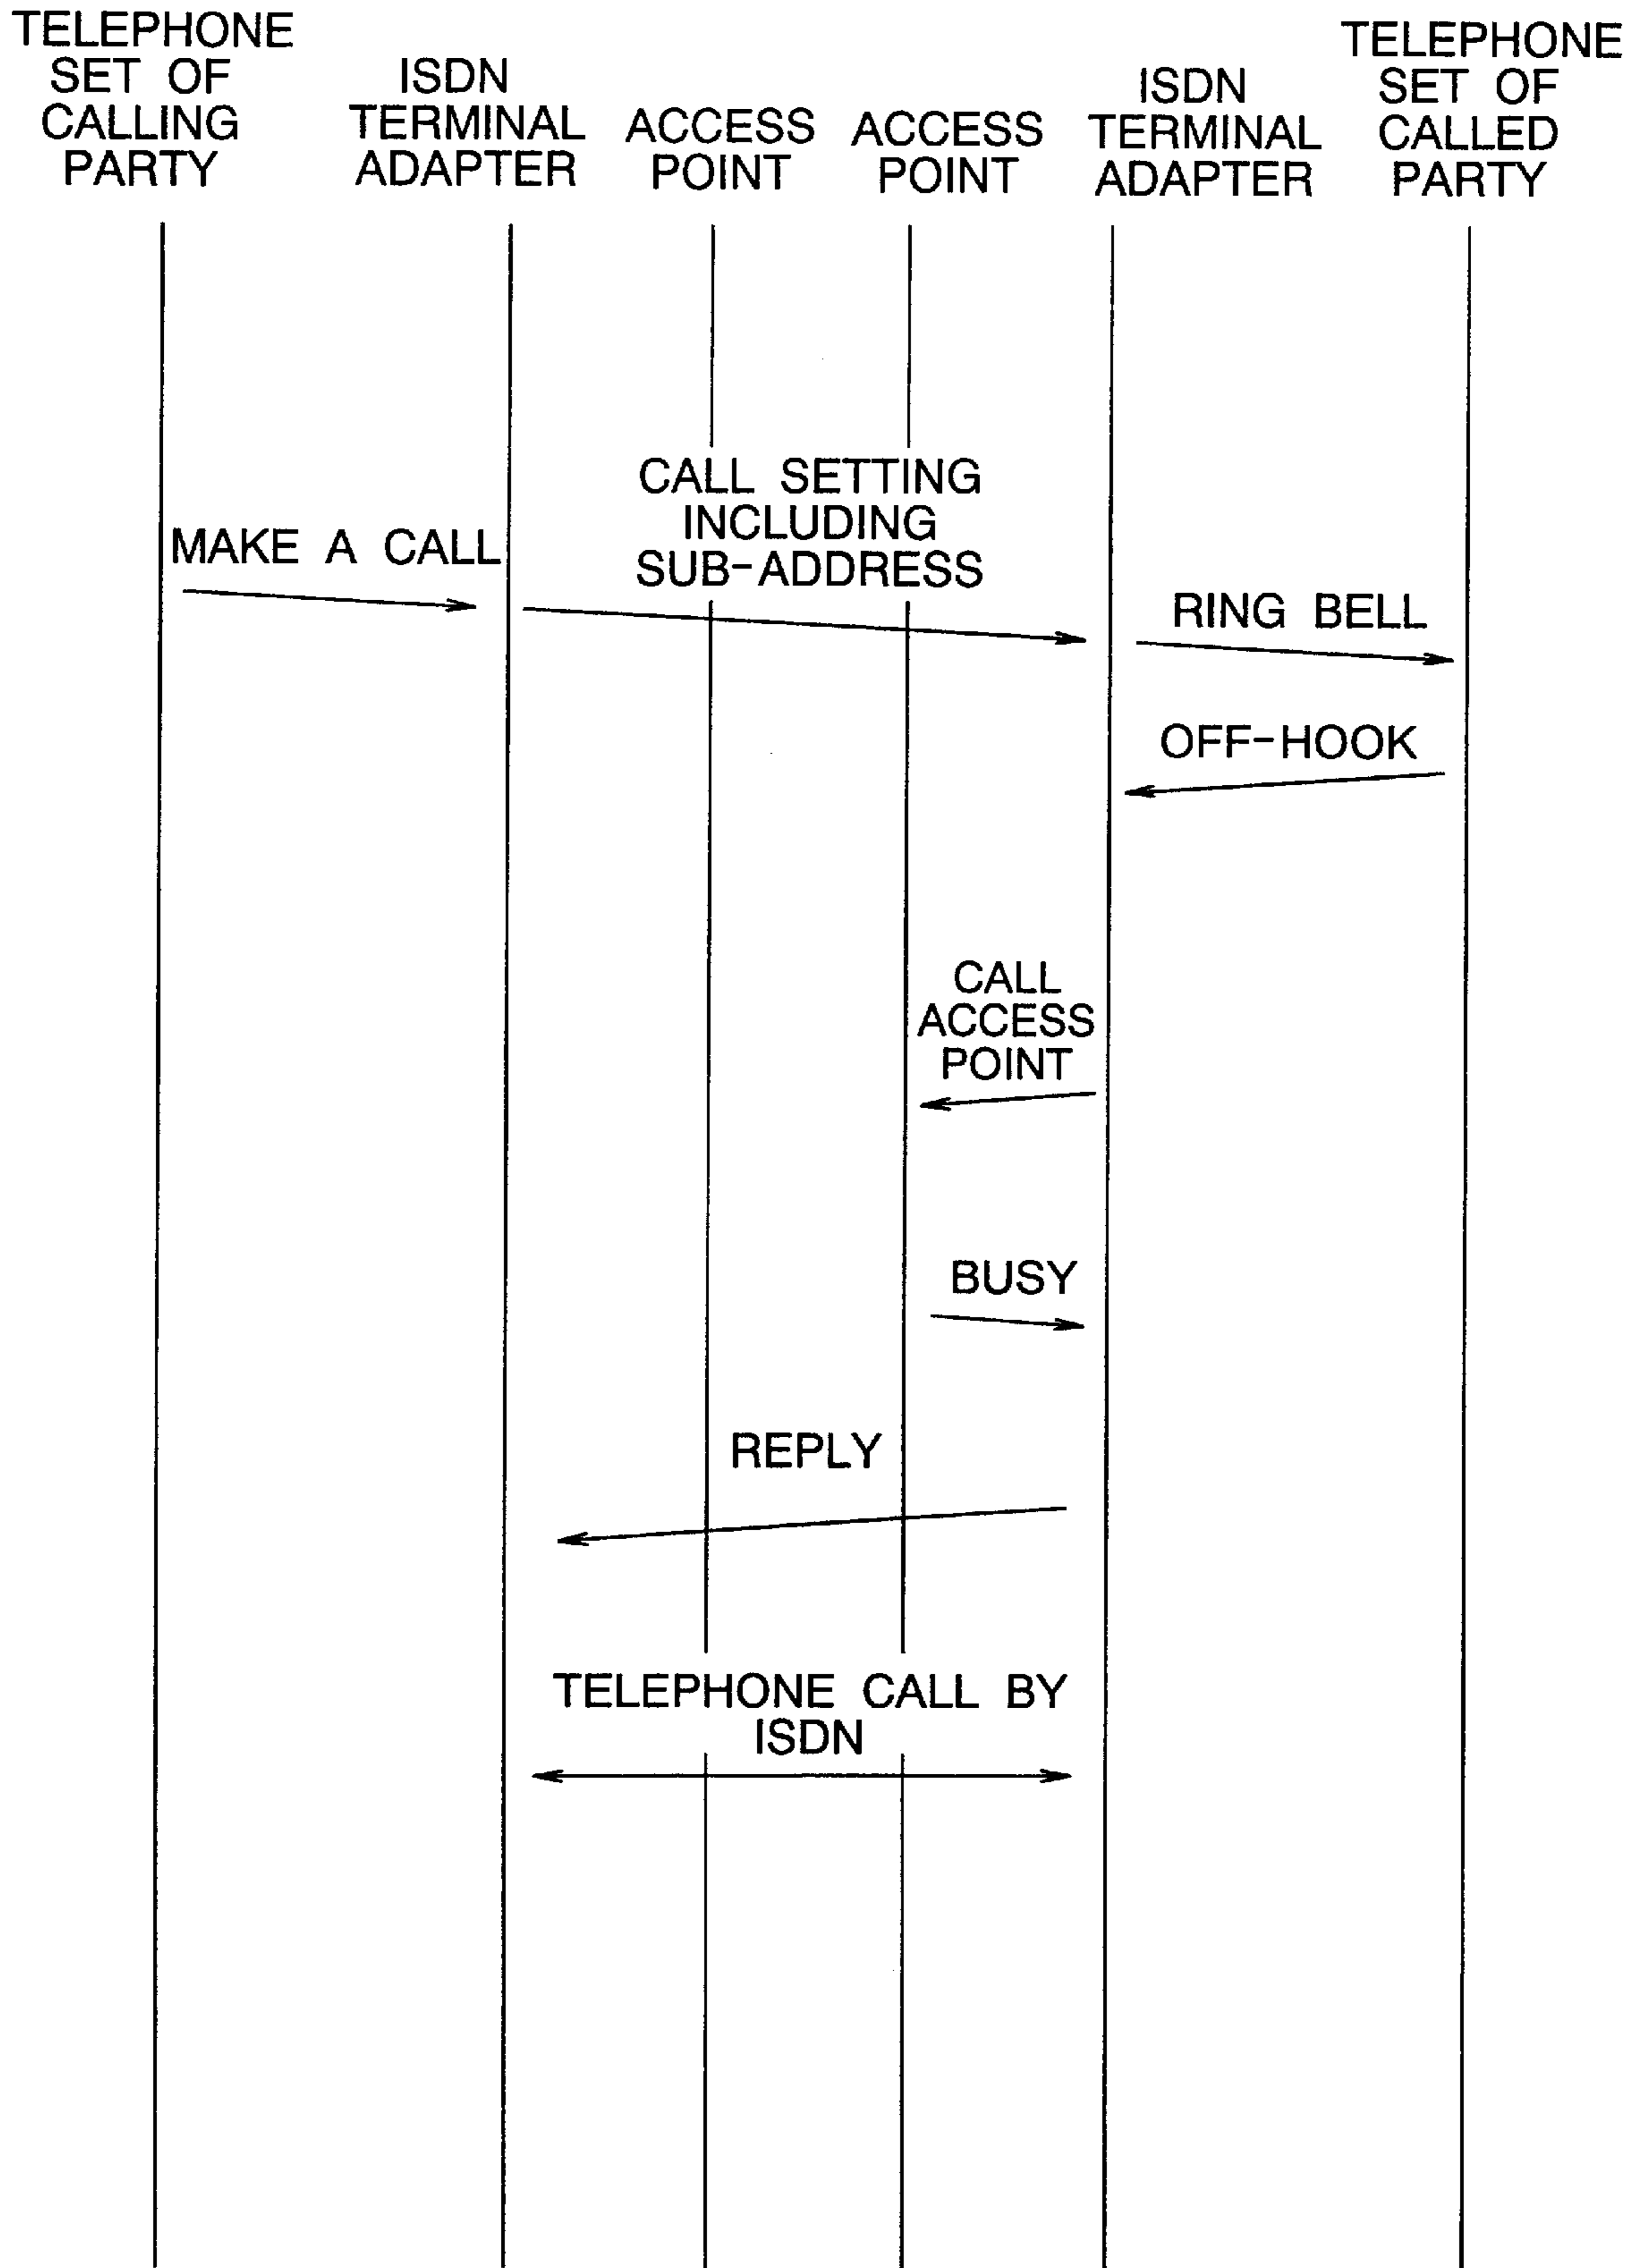 TELEPHONE
SET OF
CALLING
PARTY
ISDN
TERMINAL
ADAPTER
ACCESS
POINT
ACCESS
POINT
ISDN
TERMINAL
ADAPTER
TELEPHONE
SET OF
CALLED
PARTY
MAKE A CALL
CALL SETTING
INCLUDING
SUB-ADDRESS
RING BELL
OFF-HOOK
CALL
ACCESS
POINT
BUSY
REPLY
TELEPHONE CALL BY
ISDN